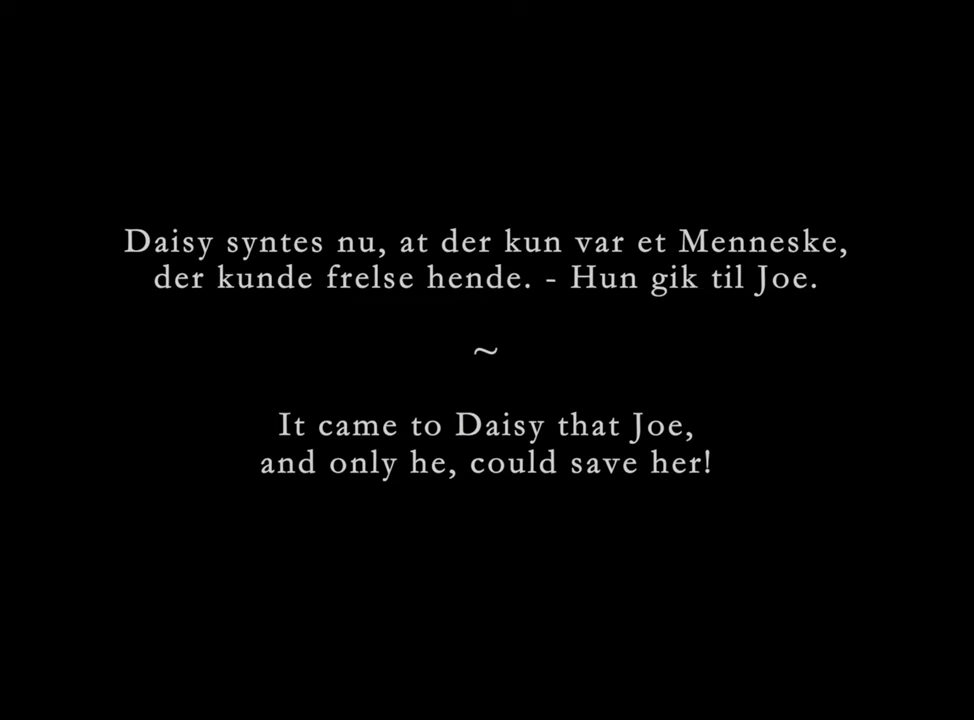 Daisy syntes nu, at der kun var et Menneske,
der kunde frelse hende. - Hun gik til Joe.
~
It came to Daisy that Joe,
and only he, could save her!